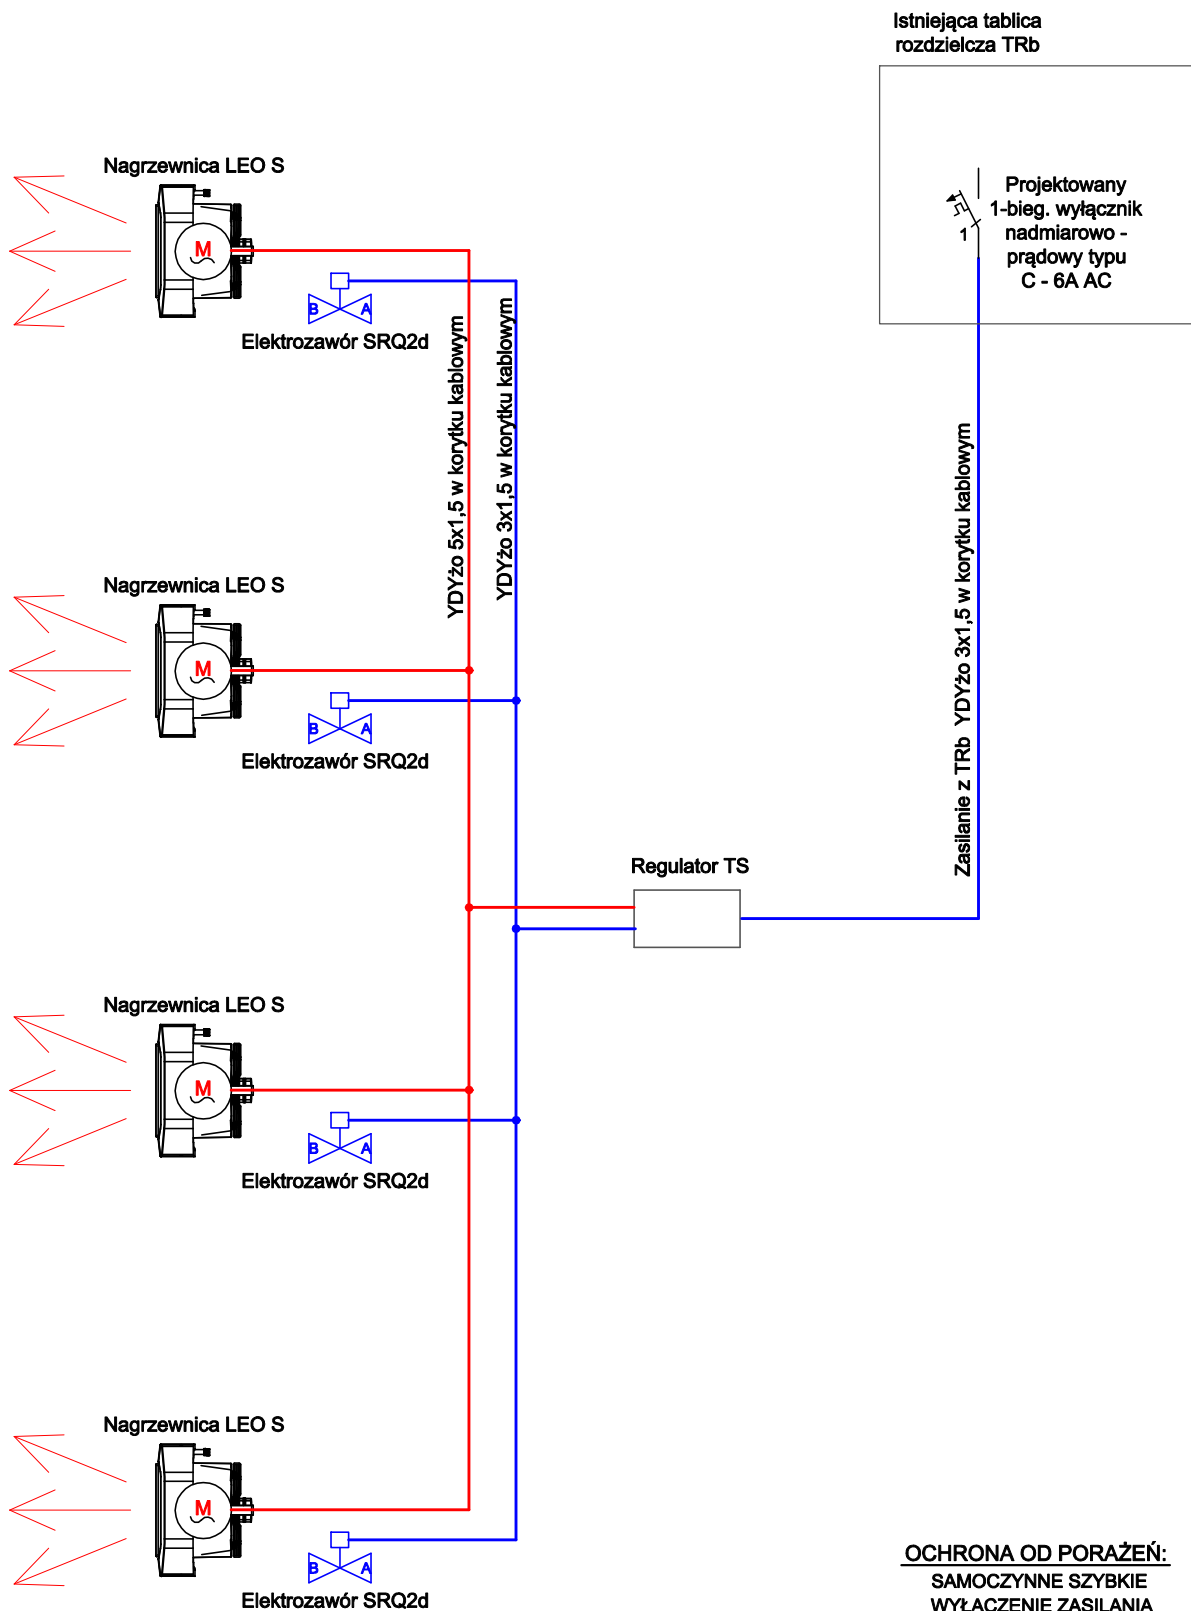 Istniejąca tablica
rozdzielcza TRb
Projektowany
1-bieg. wyłącznik
nadmiarowo -
prądowy typu
C - 6A AC
1
Nagrzewnica LEO S
M
B A
Elektrozawór SRQ2d
YDYżo 5x1,5 w korytku kablowym
YDYżo 3x1,5 w korytku kablowym
Zasilanie z TRb YDYżo 3x1,5 w korytku kablowym
Nagrzewnica LEO S
M
B A
Elektrozawór SRQ2d
Regulator TS
Nagrzewnica LEO S
M
B A
Elektrozawór SRQ2d
Nagrzewnica LEO S
M
B A
Elektrozawór SRQ2d
OCHRONA OD PORAŻEŃ:
SAMOCZYNNE SZYBKIE
WYŁĄCZENIE ZASILANIA